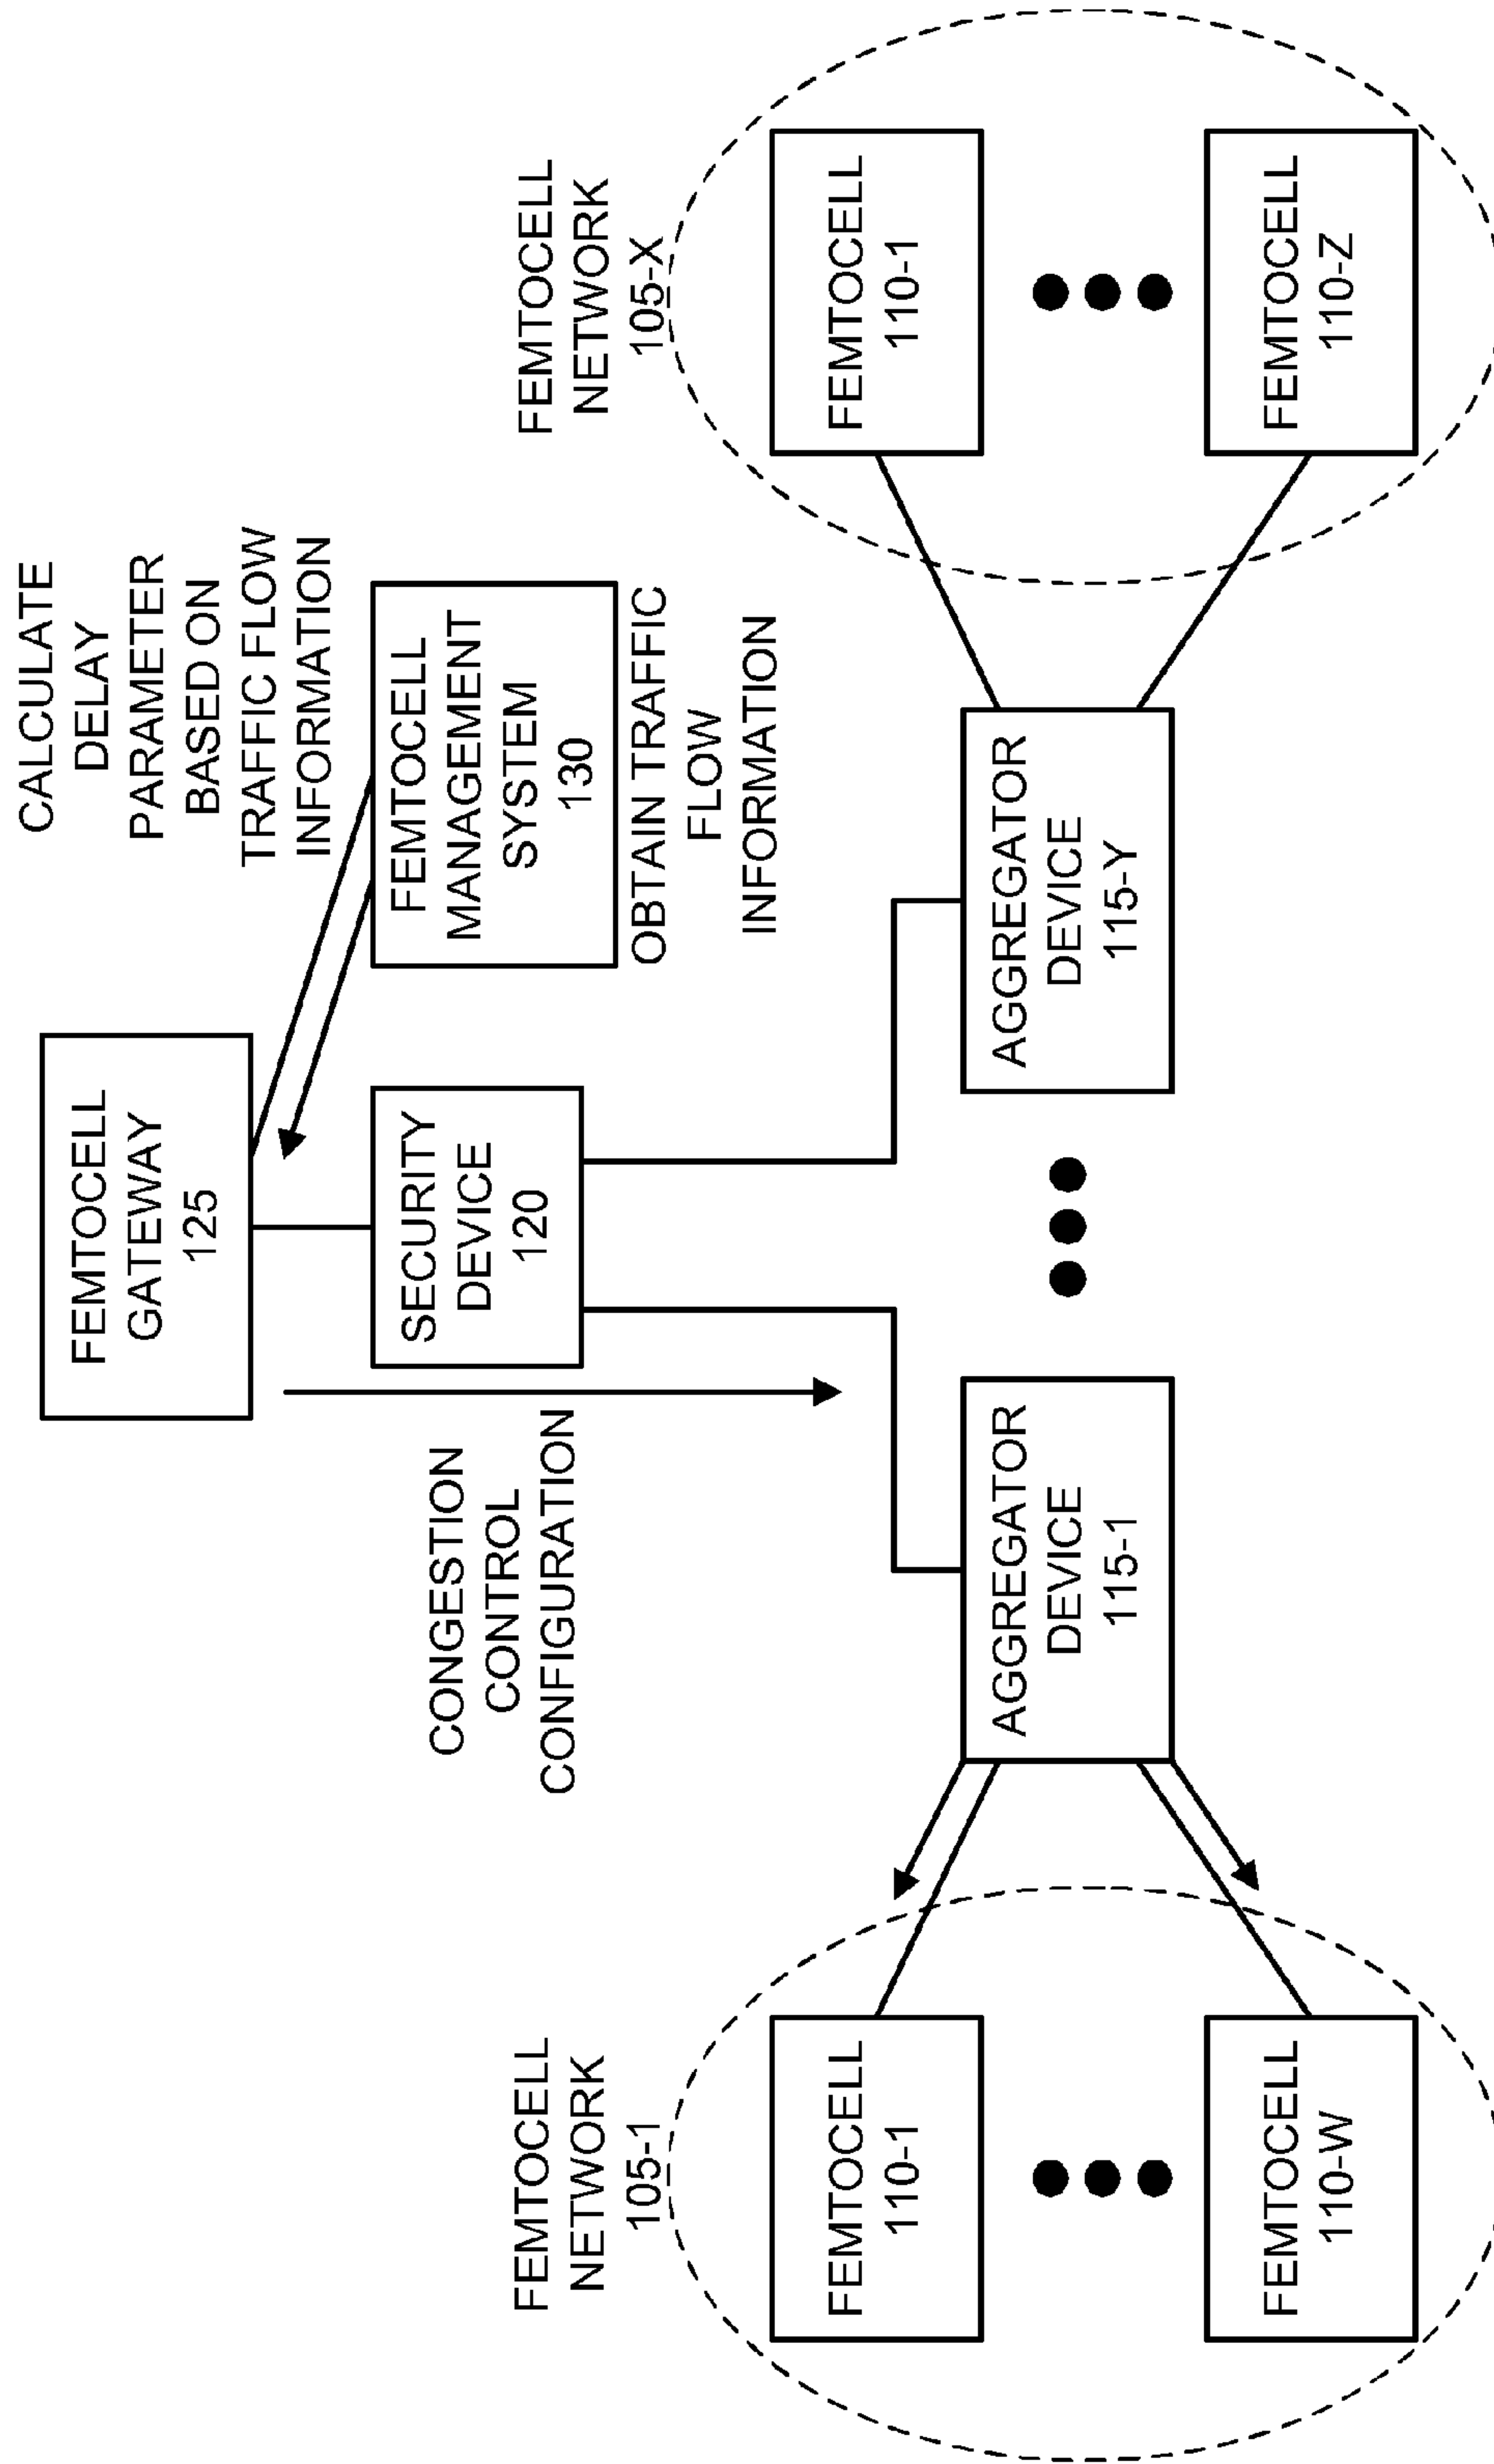 CALCULATE
DELAY
PARAMETER
BASED ON
TRAFFIC FLOW
INFORMATION
FEMTOCELL
GATEWAY
125
FEMTOCELL
MANAGEMENT
SYSTEM
130
OBTAIN TRAFFIC
FLOW
INFORMATION
SECURITY
DEVICE
120
CONGESTION
CONTROL
CONFIGURATION
FEMTOCELL
NETWORK
105-1
FEMTOCELL
NETWORK
105-X
FEMTOCELL
110-1
FEMTOCELL
110-W
AGGREGATOR
DEVICE
115-1
AGGREGATOR
DEVICE
115-Y
FEMTOCELL
110-1
FEMTOCELL
110-Z